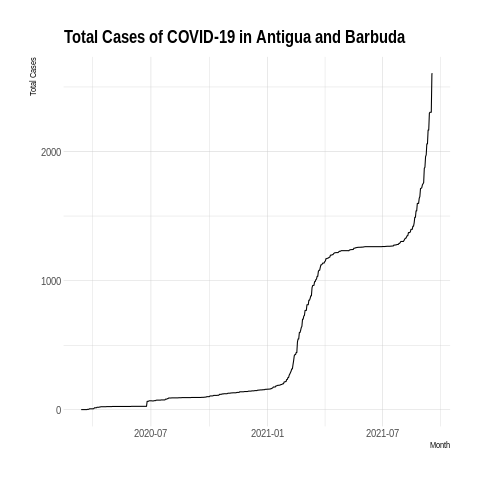 Total Cases of COVID-19 in Antigua and Barbuda
Total Cases
2000
1000
0
2020-07
2021-01
2021-07
Month